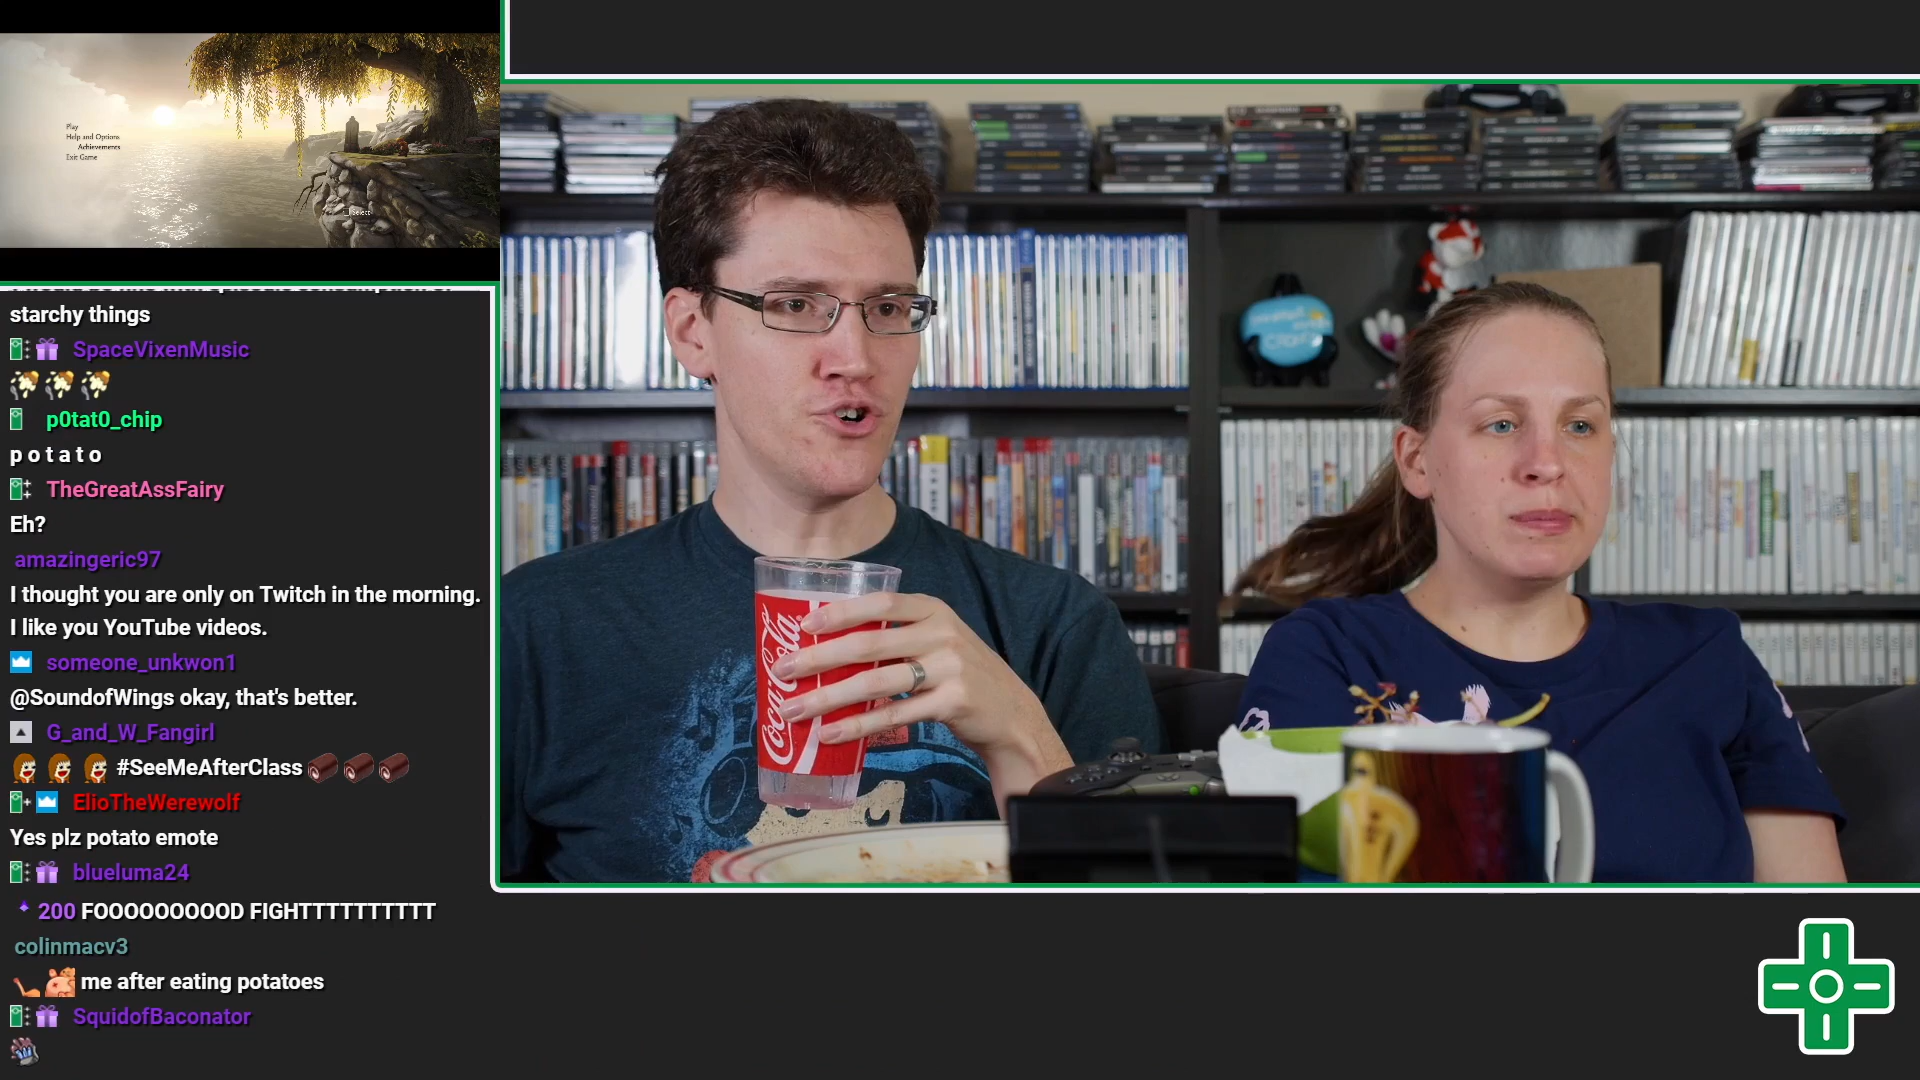 Play
Help and Options
Achievements
Exit Game
Select
starchy things
SpaceVixenMusic
p0tat0_chip
p o t a t o
TheGreatAssFairy
Eh?
amazingeric97
I thought you are only on Twitch in the morning.
I like you YouTube videos.
someone_unkwon1
@SoundofWings okay, that's better.
G_and_W_Fangirl
#SeeMeAfterClass
ElioTheWerewolf
Yes plz potato emote
blueluma24
200 FOOOOOOOOOD FIGHTTTTTTTTTT
colinmacv3
me after eating potatoes
SquidofBaconator
Coca-Cola